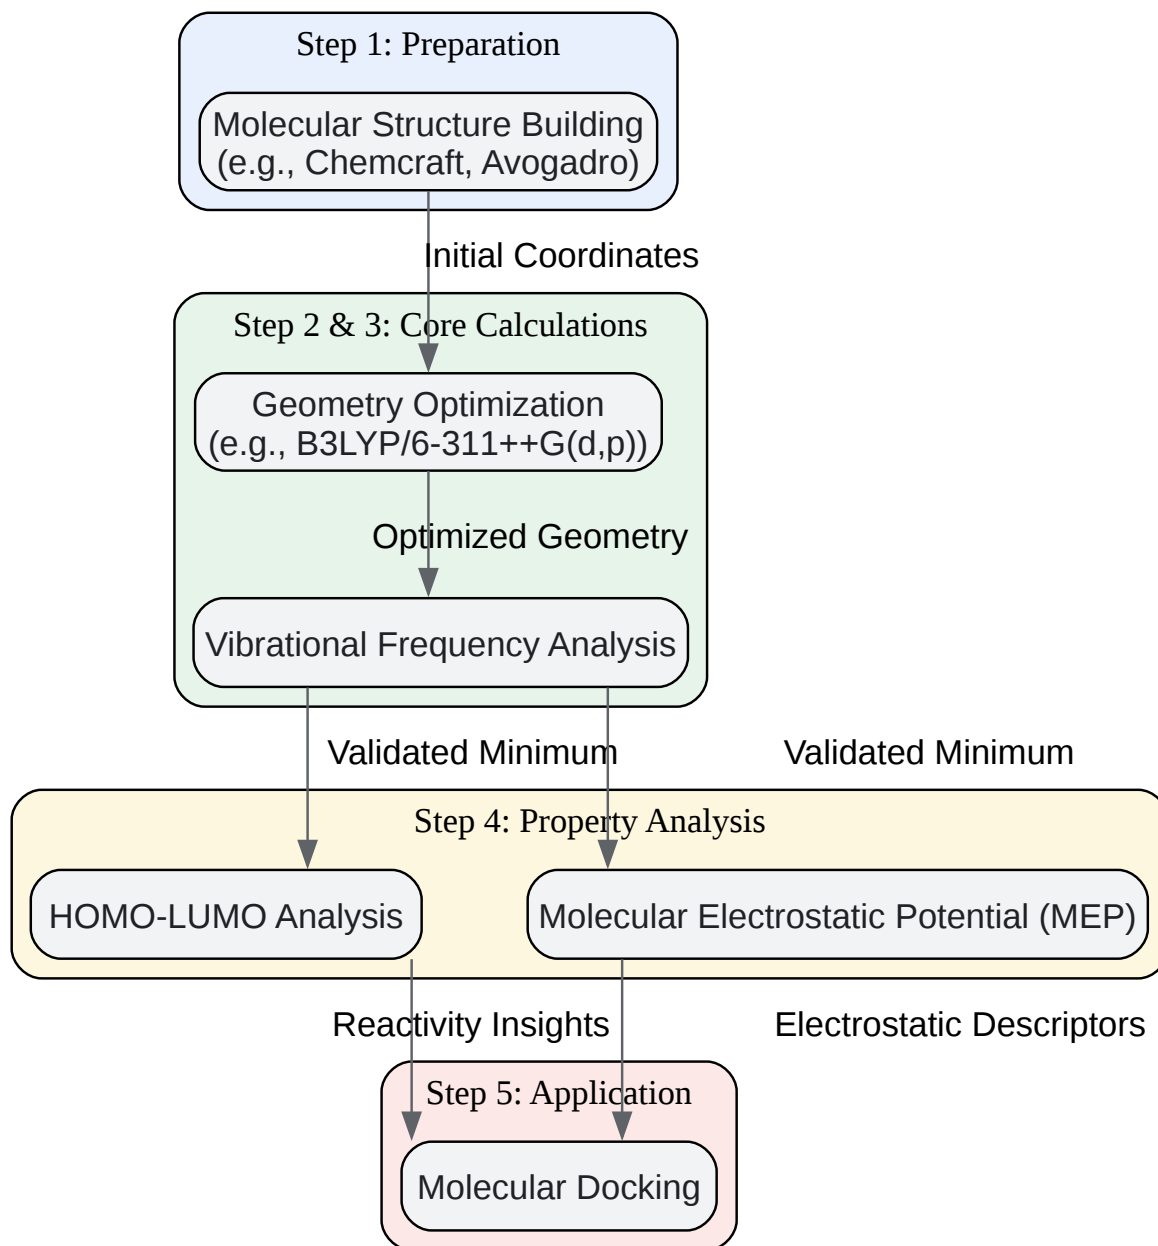 Step 1: Preparation
Molecular Structure Building
(e.g., Chemcraft, Avogadro)
Initial Coordinates
Step 2 & 3: Core Calculations
Geometry Optimization
(e.g., B3LYP/6-311++G(d,p))
Optimized Geometry
Vibrational Frequency Analysis
Validated Minimum
Validated Minimum
Step 4: Property Analysis
HOMO-LUMO Analysis
Molecular Electrostatic Potential (MEP)
Reactivity Insights
Electrostatic Descriptors
Step 5: Application
Molecular Docking